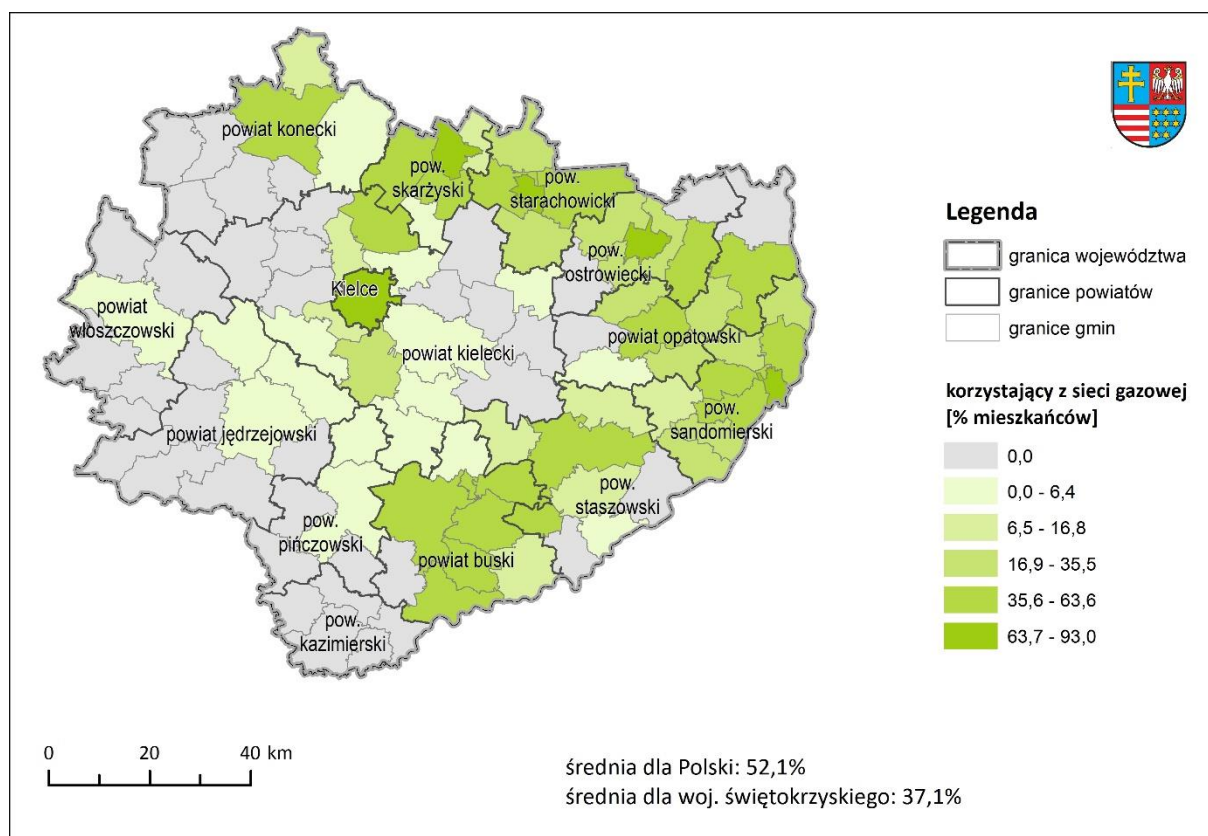 powiat konecki
pow.
skarżyski
pow.
starachowicki
pow.
ostrowiecki
Kielce
powiat
włoszczowski
powiat kielecki
powiat opatowski
powiat jędrzejowski
pow.
sandomierski
pow.
staszowski
pow.
pińczowski
powiat buski
pow.
kazimierski
Legenda
granica województwa
granice powiatów
granice gmin
korzystający z sieci gazowej
[% mieszkańców]
0,0
0,0 - 6,4
6,5 - 16,8
16,9 - 35,5
35,6 - 63,6
63,7 - 93,0
0 20 40 km
średnia dla Polski: 52,1%
średnia dla woj. świętokrzyskiego: 37,1%